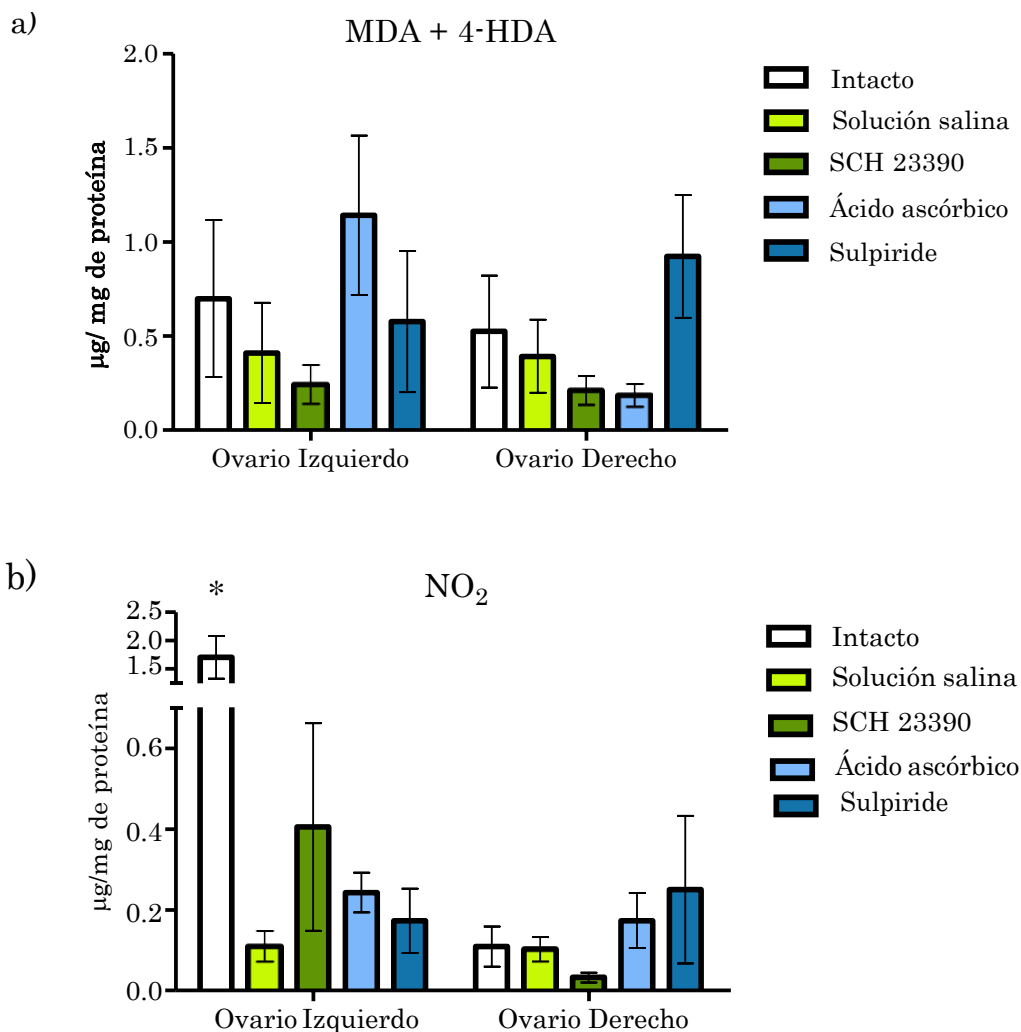 a)
MDA + 4-HDA
2.0
1.5
1.0
0.5
0.0
µg/ mg de proteína
Ovario Izquierdo
Ovario Derecho
Intacto
Solución salina
SCH 23390
Ácido ascórbico
Sulpiride
b)
*
NO₂
2.5
2.0
1.5
0.6
0.4
0.2
0.0
µg/mg de proteína
Ovario Izquierdo
Ovario Derecho
Intacto
Solución salina
SCH 23390
Ácido ascórbico
Sulpiride